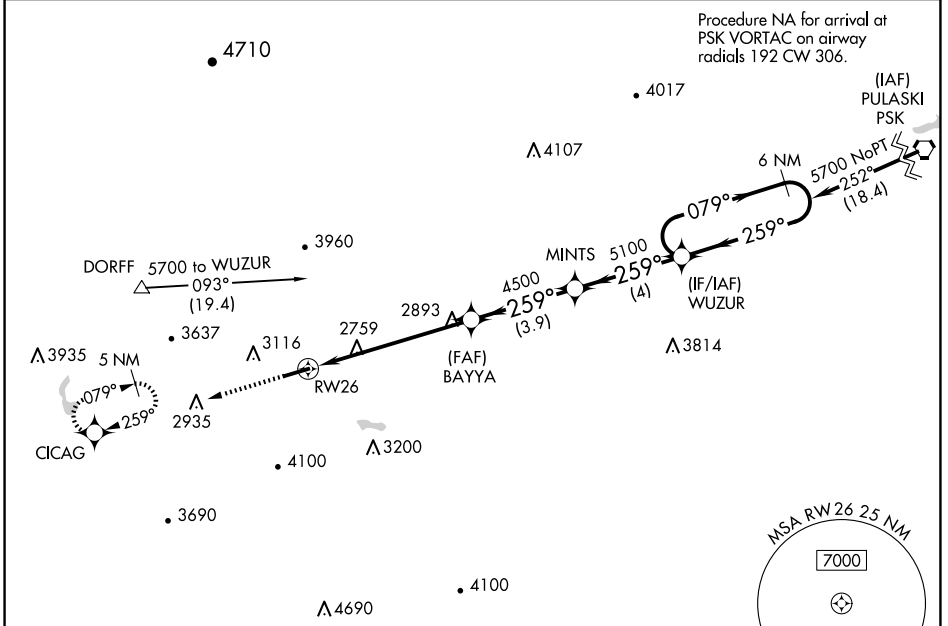 Procedure NA for arrival at
PSK VORTAC on airway
radials 192 CW 306.
4710
4017
(IAF)
PULASKI
PSK
4107
6 NM
5700 NoPT
252°
(18.4)
079°
259°
3960
MINTS
5100
259°
(4)
(IF/IAF)
WUZUR
DORFF
5700 to WUZUR
093°
(19.4)
4500
259°
(3.9)
2893
(FAF)
BAYYA
3637
2759
3116
3814
3935
5 NM
079°
259°
RW26
2935
CICAG
3200
4100
3690
MSA RW 26 25 NM
7000
4100
4690